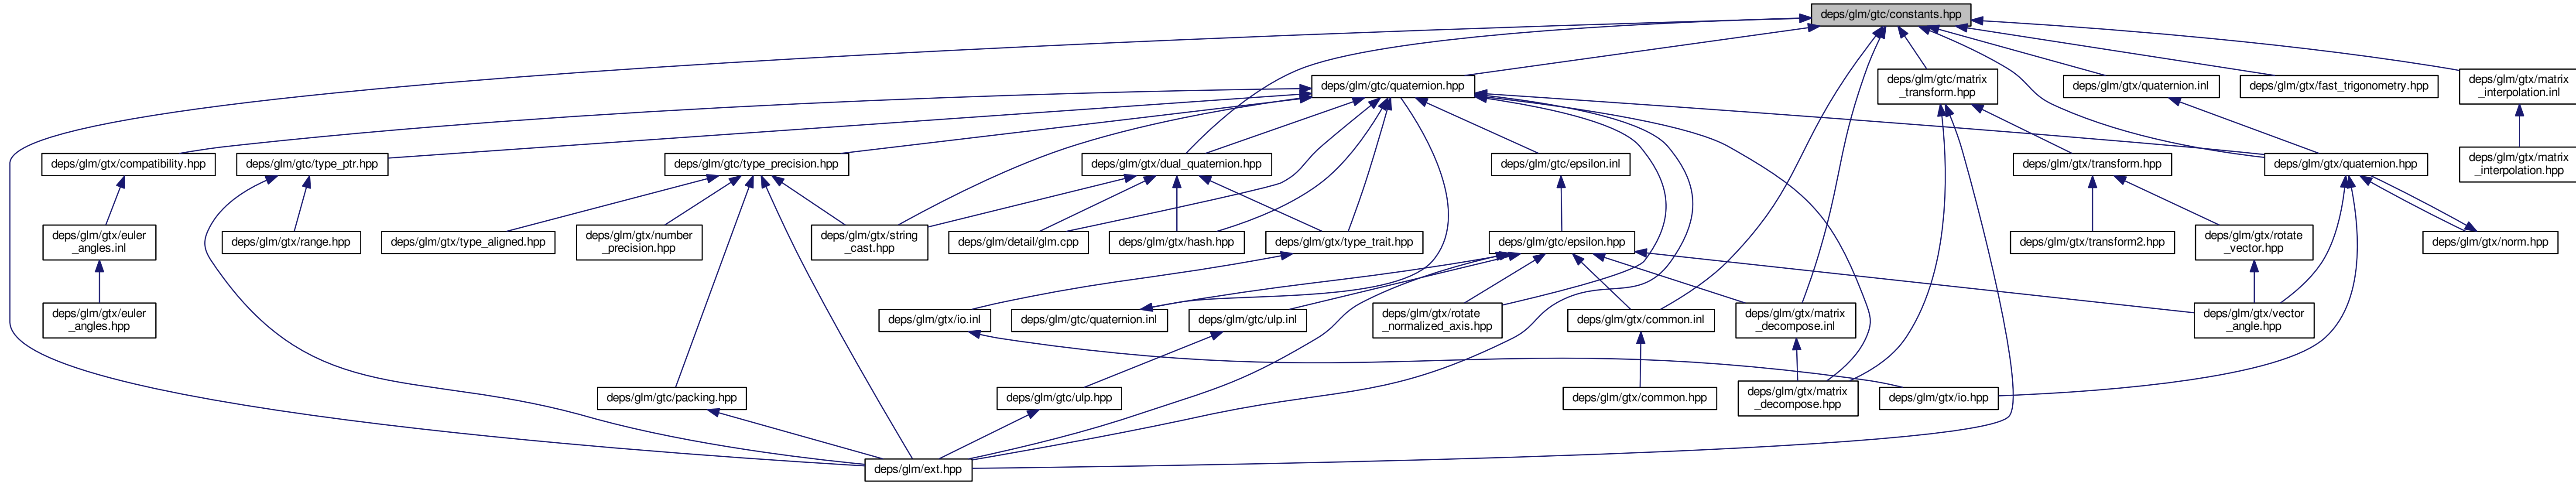 deps/glm/gtc/constants.hpp
deps/glm/gtc/quaternion.hpp
deps/glm/gtc/matrix
_transform.hpp
deps/glm/gtx/quaternion.inl
deps/glm/gtx/fast_trigonometry.hpp
deps/glm/gtx/matrix
_interpolation.inl
deps/glm/gtx/compatibility.hpp
deps/glm/gtc/type_ptr.hpp
deps/glm/gtc/type_precision.hpp
deps/glm/gtx/dual_quaternion.hpp
deps/glm/gtc/epsilon.inl
deps/glm/gtx/transform.hpp
deps/glm/gtx/quaternion.hpp
deps/glm/gtx/matrix
_interpolation.hpp
deps/glm/gtx/euler
_angles.inl
deps/glm/gtx/range.hpp
deps/glm/gtx/type_aligned.hpp
deps/glm/gtx/number
_precision.hpp
deps/glm/gtx/string
_cast.hpp
deps/glm/detail/glm.cpp
deps/glm/gtx/hash.hpp
deps/glm/gtx/type_trait.hpp
deps/glm/gtc/epsilon.hpp
deps/glm/gtx/transform2.hpp
deps/glm/gtx/rotate
_vector.hpp
deps/glm/gtx/norm.hpp
deps/glm/gtx/euler
_angles.hpp
deps/glm/gtx/io.inl
deps/glm/gtc/quaternion.inl
deps/glm/gtc/ulp.inl
deps/glm/gtx/rotate
_normalized_axis.hpp
deps/glm/gtx/common.inl
deps/glm/gtx/matrix
_decompose.inl
deps/glm/gtx/vector
_angle.hpp
deps/glm/gtc/packing.hpp
deps/glm/gtc/ulp.hpp
deps/glm/gtx/common.hpp
deps/glm/gtx/matrix
_decompose.hpp
deps/glm/gtx/io.hpp
deps/glm/ext.hpp